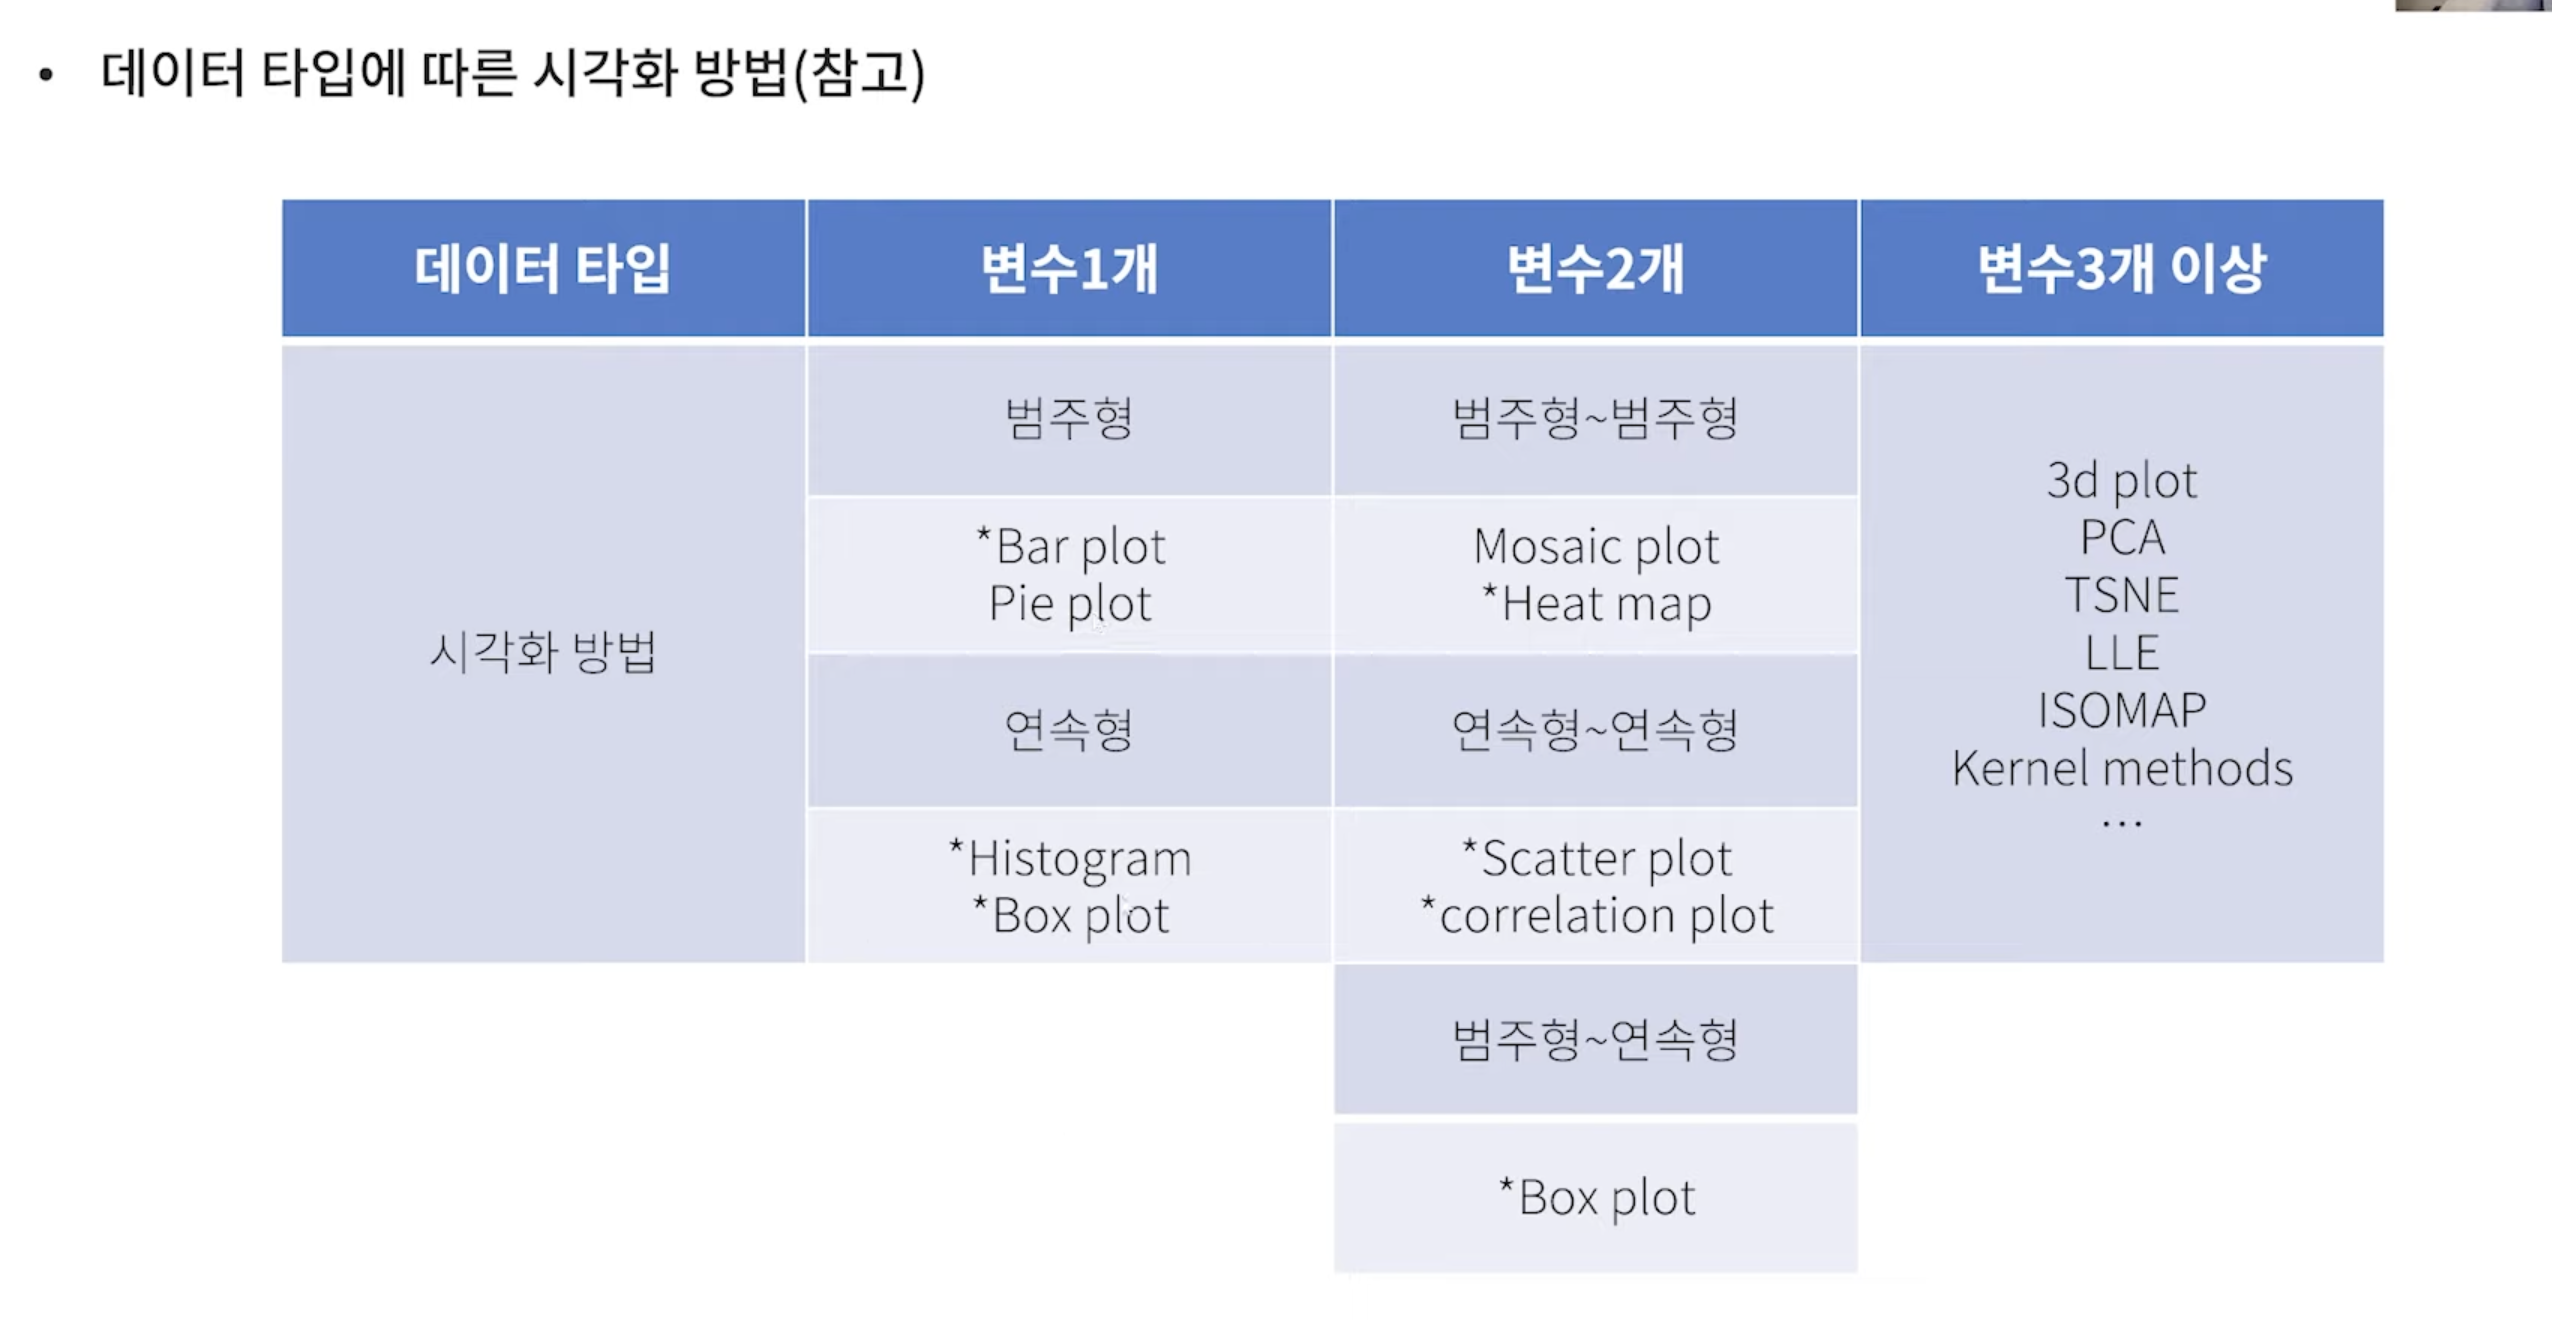 • 데이터 타입에 따른 시각화 방법(참고)
데이터 타입
변수1개
변수2개
변수3개 이상
시각화 방법
범주형
범주형~범주형
*Bar plot
Pie plot
Mosaic plot
*Heat map
연속형
연속형~연속형
*Histogram
*Box plot
*Scatter plot
*correlation plot
범주형~연속형
*Box plot
3d plot
PCA
TSNE
LLE
ISOMAP
Kernel methods
...